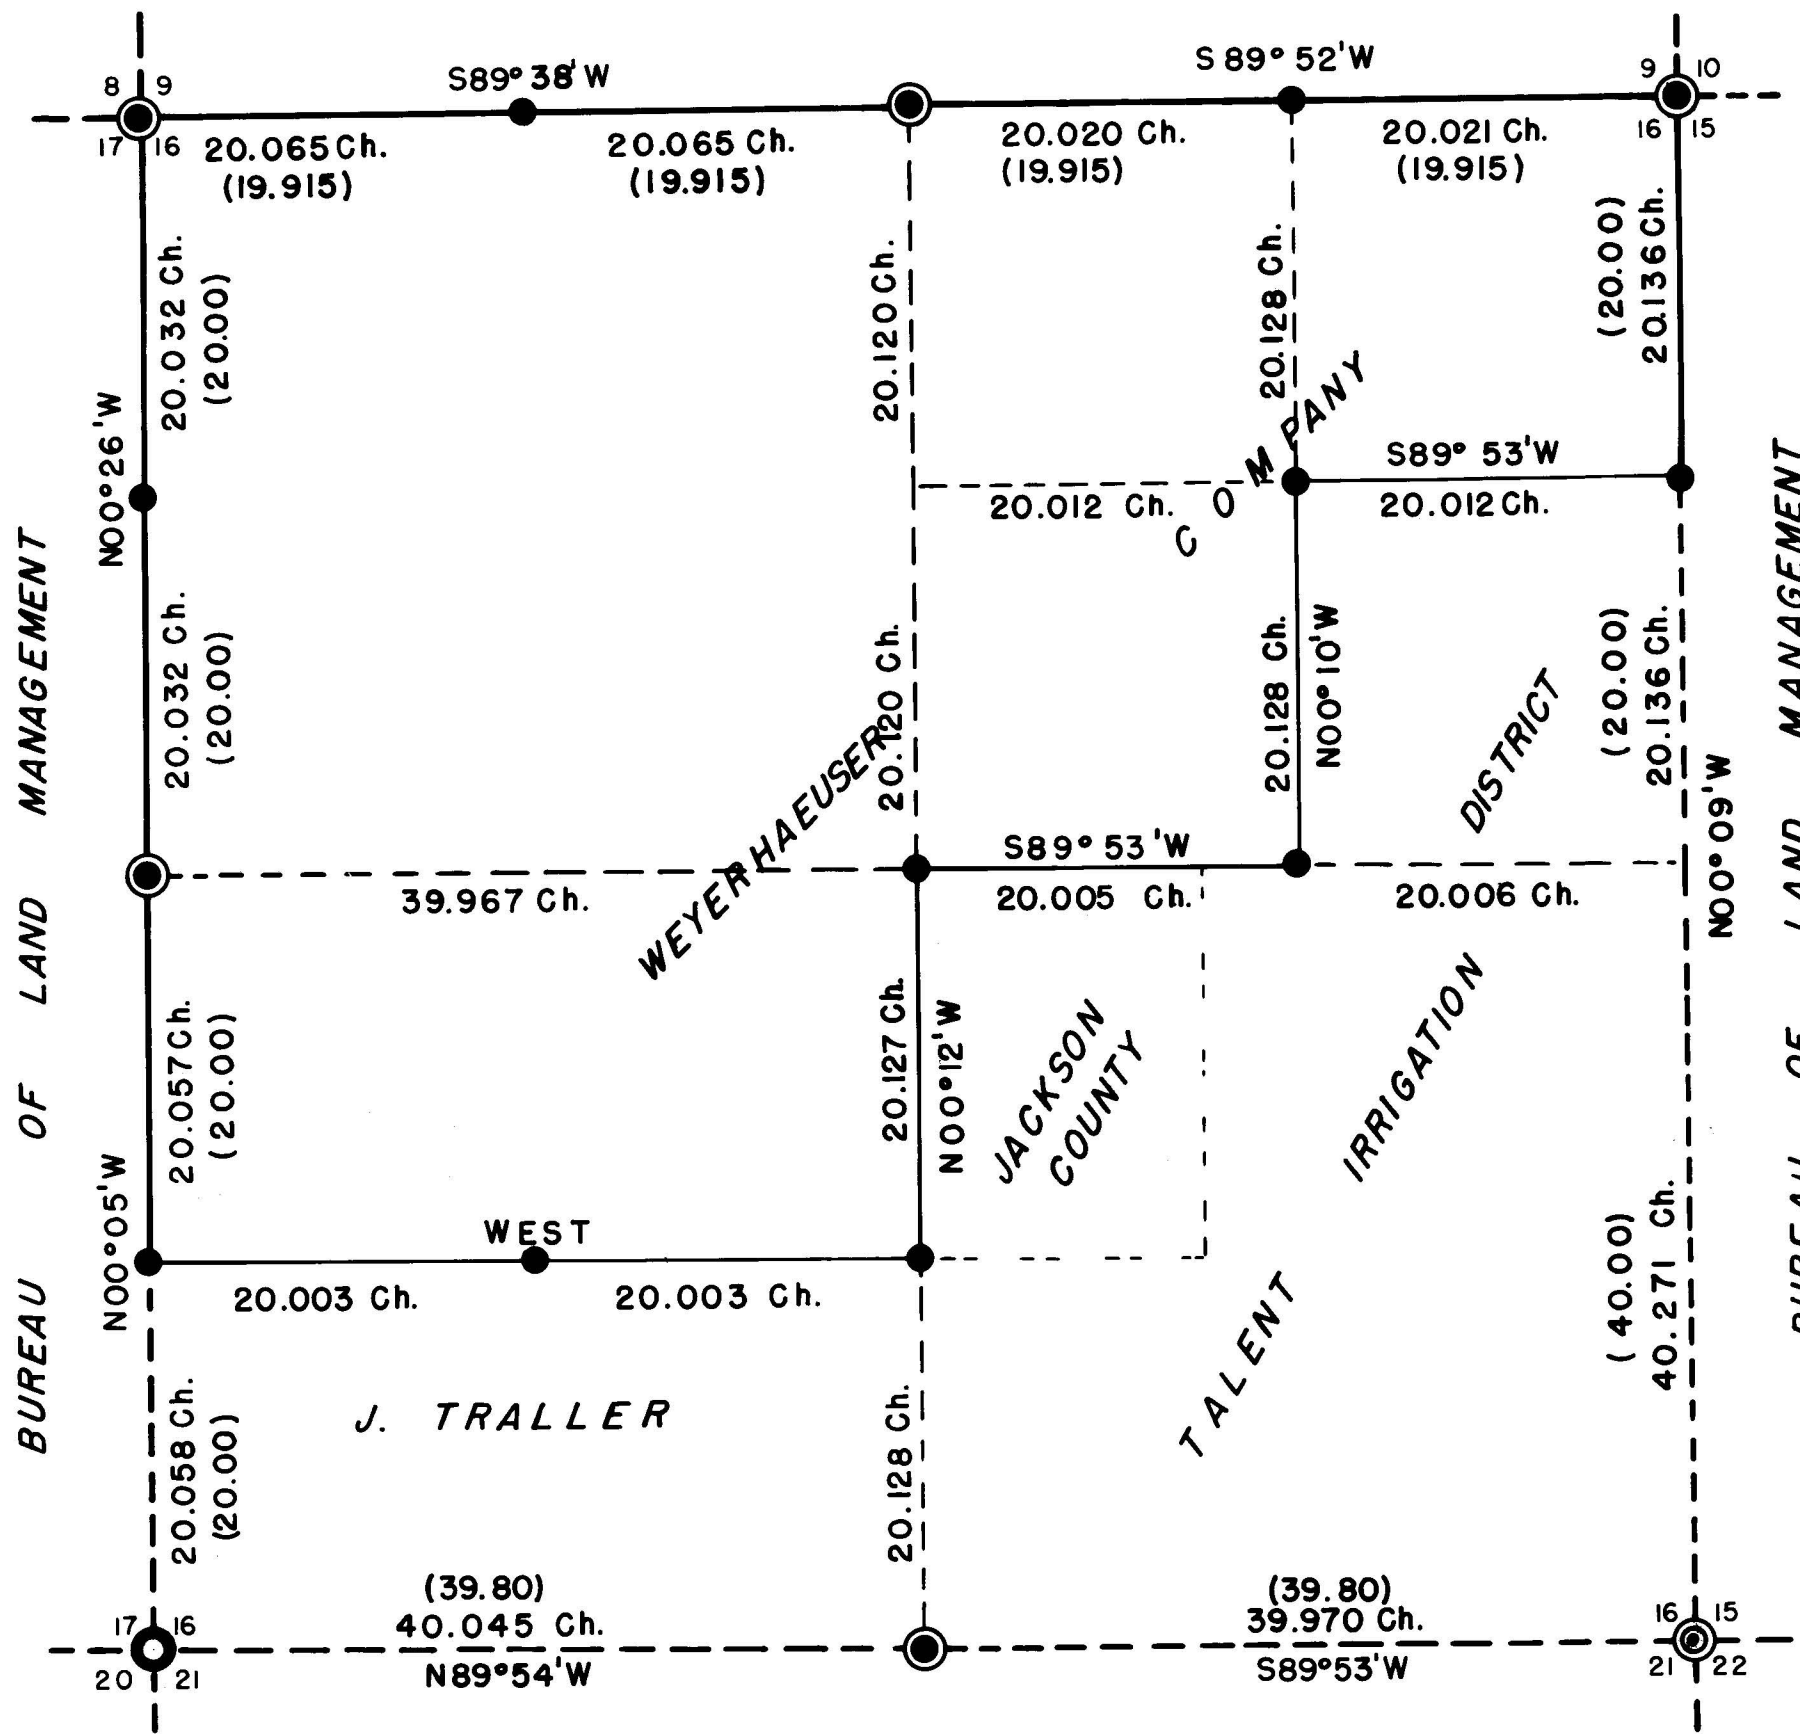 S89° 38' W
S 89° 52' W
8 9
9 10
17 16
16 15
20.065 Ch.
(19.915)
20.065 Ch.
(19.915)
20.020 Ch.
(19.915)
20.021 Ch.
(19.915)
20.032 Ch.
(20.00)
20.120 Ch.
20.128 Ch.
(20.00)
20.136 Ch.
N00° 26' W
S89° 53' W
20.012 Ch.
20.012 Ch.
COMPANY
20.032 Ch.
(20.00)
20.120 Ch.
20.128 Ch.
N00° 10' W
(20.00)
20.136 Ch.
N00° 09' W
WEYERHAEUSER
S89° 53' W
39.967 Ch.
20.005 Ch.
20.006 Ch.
BUREAU OF LAND MANAGEMENT
BUREAU OF LAND MANAGEMENT
20.057 Ch.
(20.00)
20.127 Ch.
N00° 12' W
JACKSON
COUNTY
TALENT IRRIGATION DISTRICT
N00° 05' W
WEST
20.003 Ch.
20.003 Ch.
(40.00)
40.271 Ch.
J. TRALLER
20.058 Ch.
(20.00)
20.128 Ch.
(39.80)
40.045 Ch.
N89° 54' W
(39.80)
39.970 Ch.
S89° 53' W
17 16
20 21
16 15
21 22